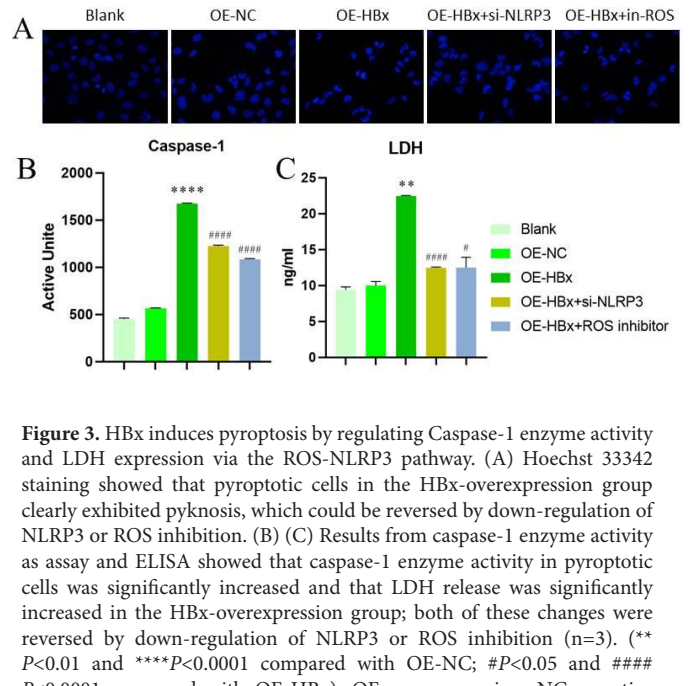 Blank OE-NC OE-HBx OE-HBx+si-NLRP3 OE-HBx+in-ROS
A
B
Caspase-1
Active Unite
2000
1500
1000
500
0
****
####
####
C
LDH
ng/ml
25
20
15
10
5
0
**
####
#
Blank
OE-NC
OE-HBx
OE-HBx+si-NLRP3
OE-HBx+ROS inhibitor
Figure 3. HBx induces pyroptosis by regulating Caspase-1 enzyme activity
and LDH expression via the ROS-NLRP3 pathway. (A) Hoechst 33342
staining showed that pyroptotic cells in the HBx-overexpression group
clearly exhibited pyknosis, which could be reversed by down-regulation of
NLRP3 or ROS inhibition. (B) (C) Results from caspase-1 enzyme activity
as assay and ELISA showed that caspase-1 enzyme activity in pyroptotic
cells was significantly increased and that LDH release was significantly
increased in the HBx-overexpression group; both of these changes were
reversed by down-regulation of NLRP3 or ROS inhibition (n=3). (**
P<0.01 and ****P<0.0001 compared with OE-NC; #P<0.05 and ####